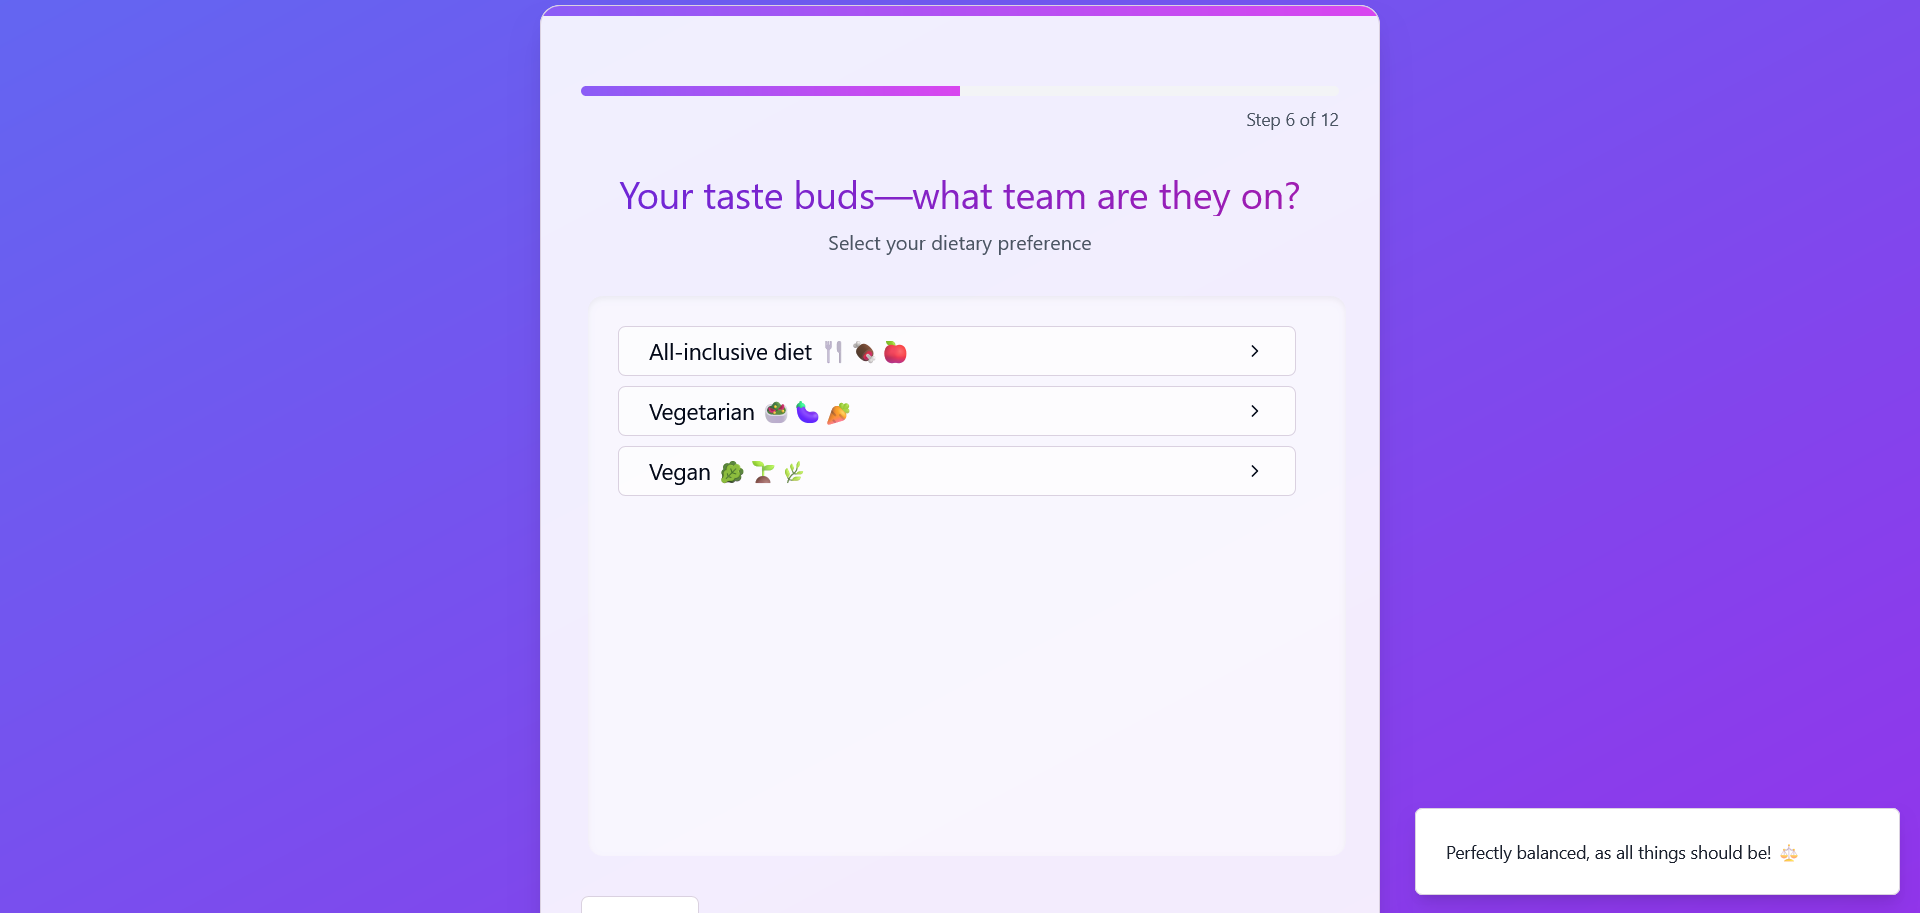 Step 6 of 12
Your taste buds—what team are they on?
Select your dietary preference
All-inclusive diet 🍴 🍖 🍎
Vegetarian 🥗 🍆 🥕
Vegan 🥬 🌱 🌿
Perfectly balanced, as all things should be! ⚖️